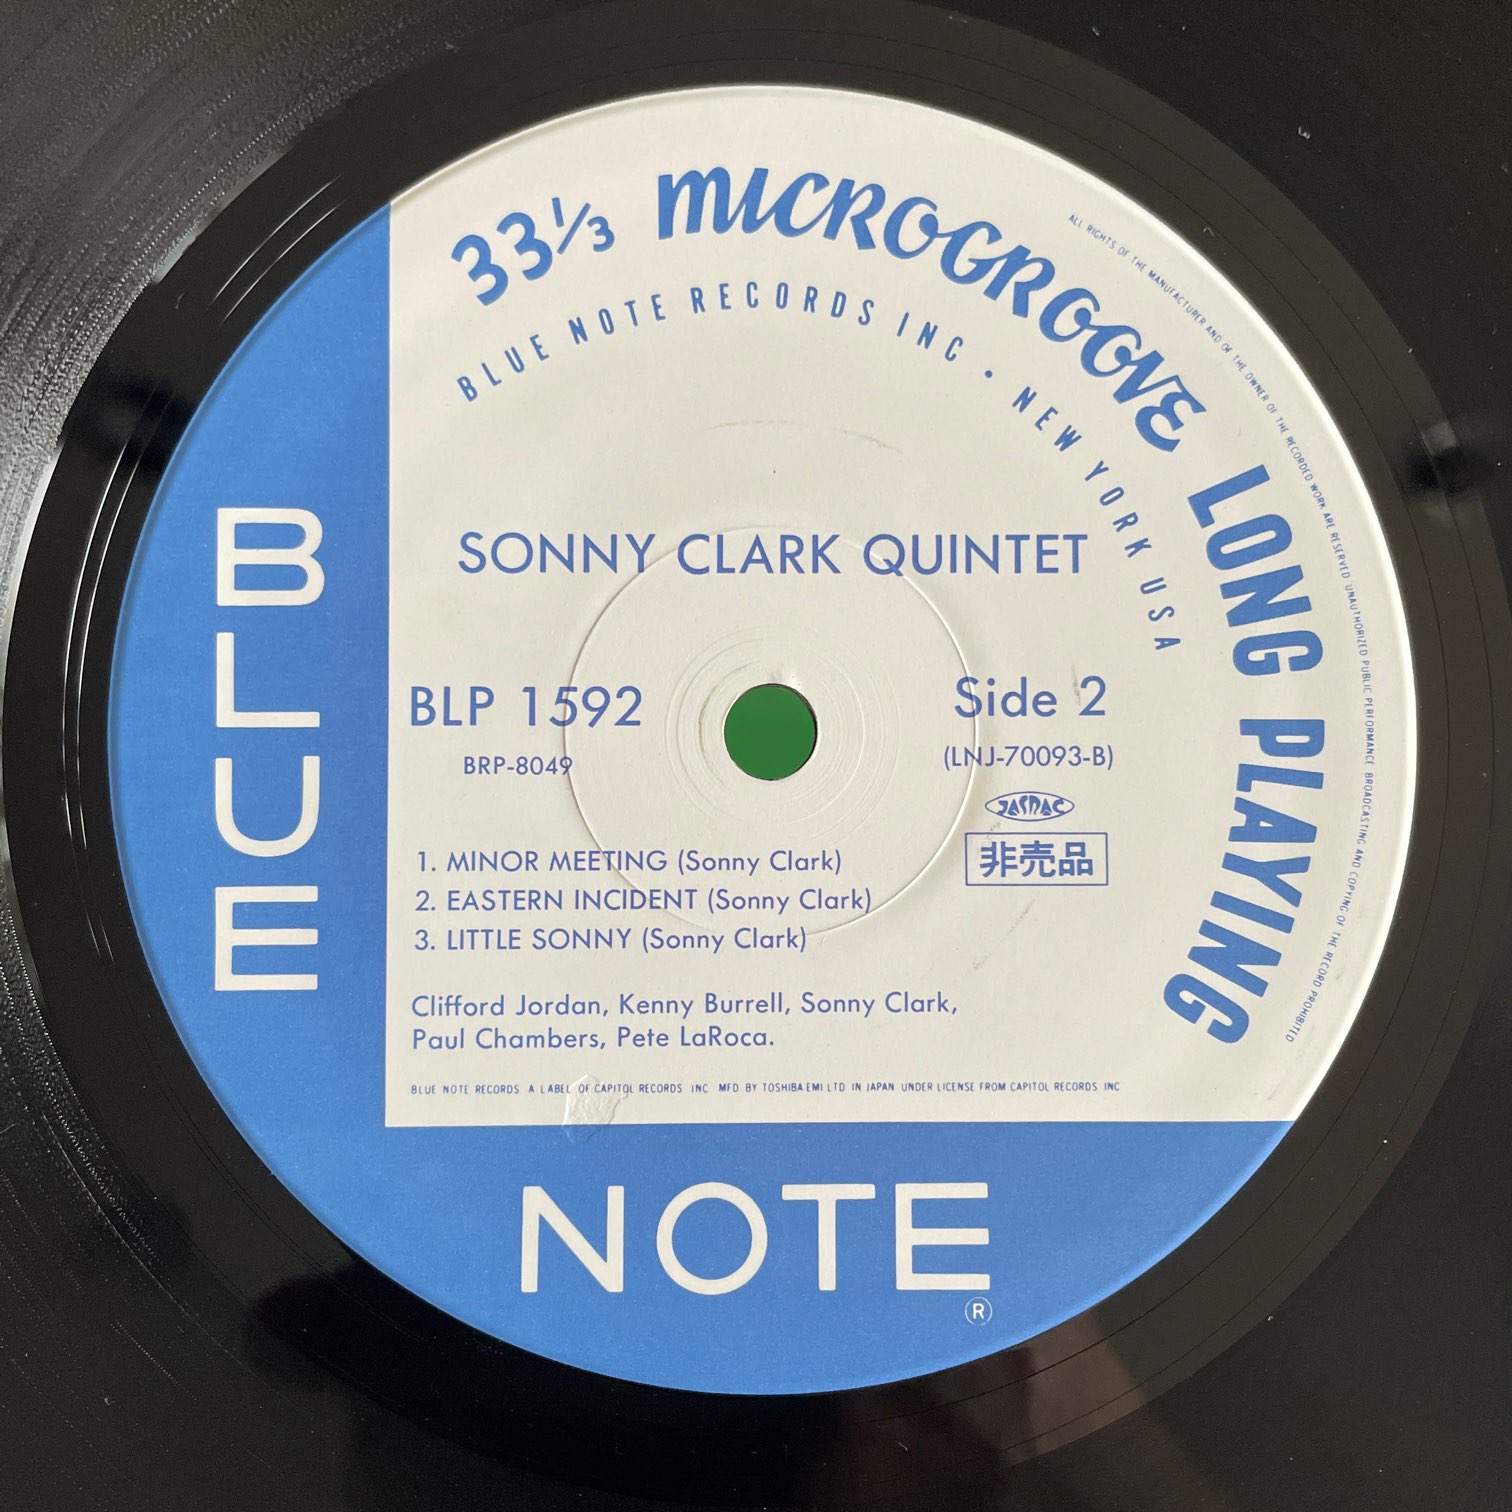 33⅓ MICROGROOVE LONG PLAYING
BLUE NOTE RECORDS INC • NEW YORK USA
ALL RIGHTS OF THE MANUFACTURER AND OF THE OWNER OF THE RECORDED WORK ARE RESERVED UNAUTHORIZED PUBLIC PERFORMANCE BROADCASTING AND COPYING OF THE RECORD PROHIBITED
SONNY CLARK QUINTET
BLP 1592
Side 2
BRP-8049
(LNJ-70093-B)
JASRAC
非売品
1. MINOR MEETING (Sonny Clark)
2. EASTERN INCIDENT (Sonny Clark)
3. LITTLE SONNY (Sonny Clark)
Clifford Jordan, Kenny Burrell, Sonny Clark,
Paul Chambers, Pete LaRoca.
BLUE NOTE RECORDS A LABEL OF CAPITOL RECORDS INC MFD BY TOSHIBA EMI LTD IN JAPAN UNDER LICENSE FROM CAPITOL RECORDS INC
BLUE
NOTE
®